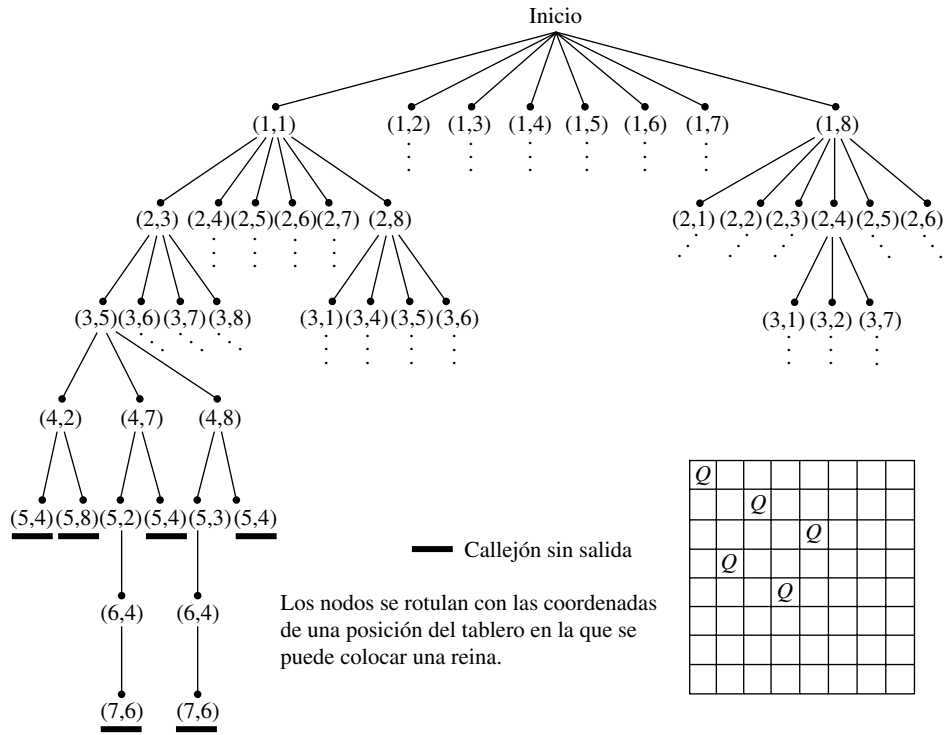 Inicio
(1,1) (1,2) (1,3) (1,4) (1,5) (1,6) (1,7) (1,8)
(2,3) (2,4) (2,5) (2,6) (2,7) (2,8) (2,1) (2,2) (2,3) (2,4) (2,5) (2,6)
(3,5) (3,6) (3,7) (3,8) (3,1) (3,4) (3,5) (3,6) (3,1) (3,2) (3,7)
(4,2) (4,7) (4,8)
Q
Q
(5,4) (5,8) (5,2) (5,4) (5,3) (5,4)
Q
Callejón sin salida
Q
Q
(6,4) (6,4)
Los nodos se rotulan con las coordenadas
de una posición del tablero en la que se
puede colocar una reina.
(7,6) (7,6)